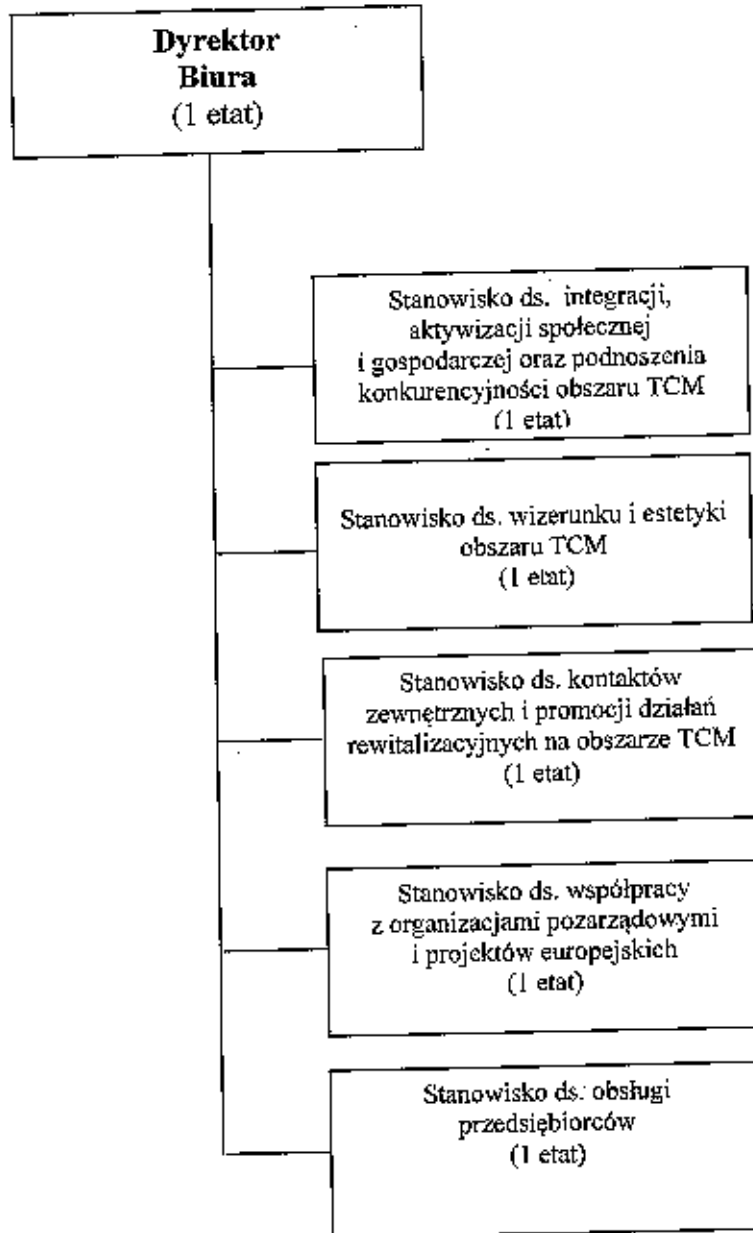 Dyrektor
Biura
(1 etat)
Stanowisko ds. integracji,
aktywizacji społecznej
i gospodarczej oraz podnoszenia
konkurencyjności obszaru TCM
(1 etat)
Stanowisko ds. wizerunku i estetyki
obszaru TCM
(1 etat)
Stanowisko ds. kontaktów
zewnętrznych i promocji działań
rewitalizacyjnych na obszarze TCM
(1 etat)
Stanowisko ds. współpracy
z organizacjami pozarządowymi
i projektów europejskich
(1 etat)
Stanowisko ds. obsługi
przedsiębiorców
(1 etat)